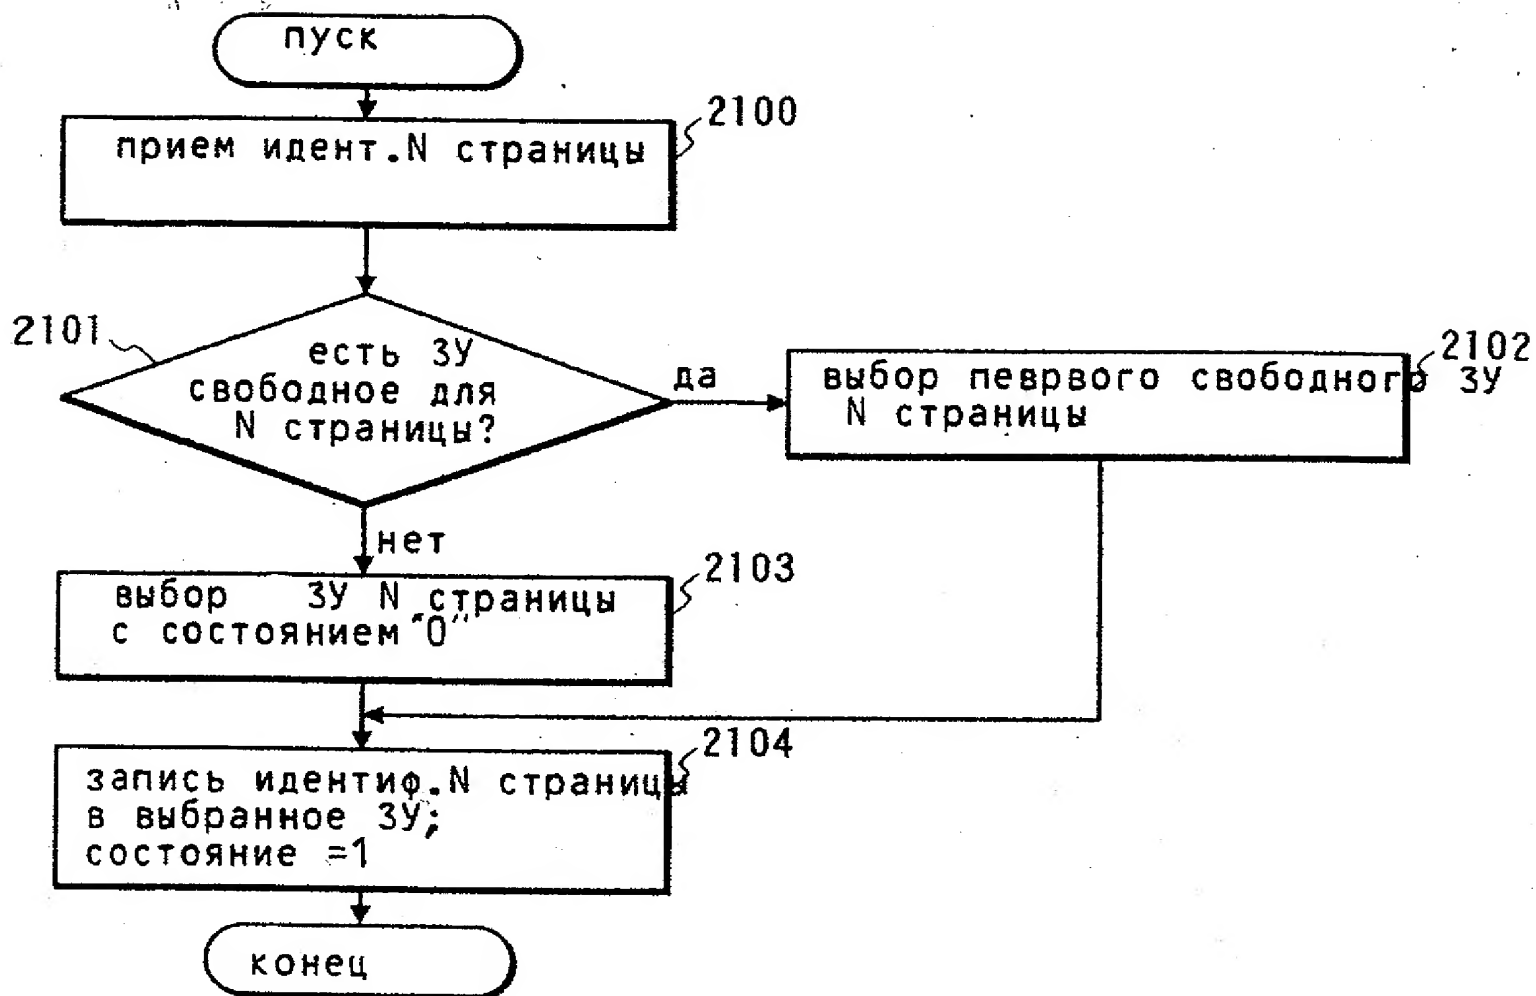 пуск
2100
прием идент.N страницы
2101
есть ЗУ
свободное для
N страницы?
да
2102
выбор певрвого свободного ЗУ
N страницы
нет
2103
выбор ЗУ N страницы
с состоянием "0"
2104
запись идентиф.N страницы
в выбранное ЗУ;
состояние =1
конец